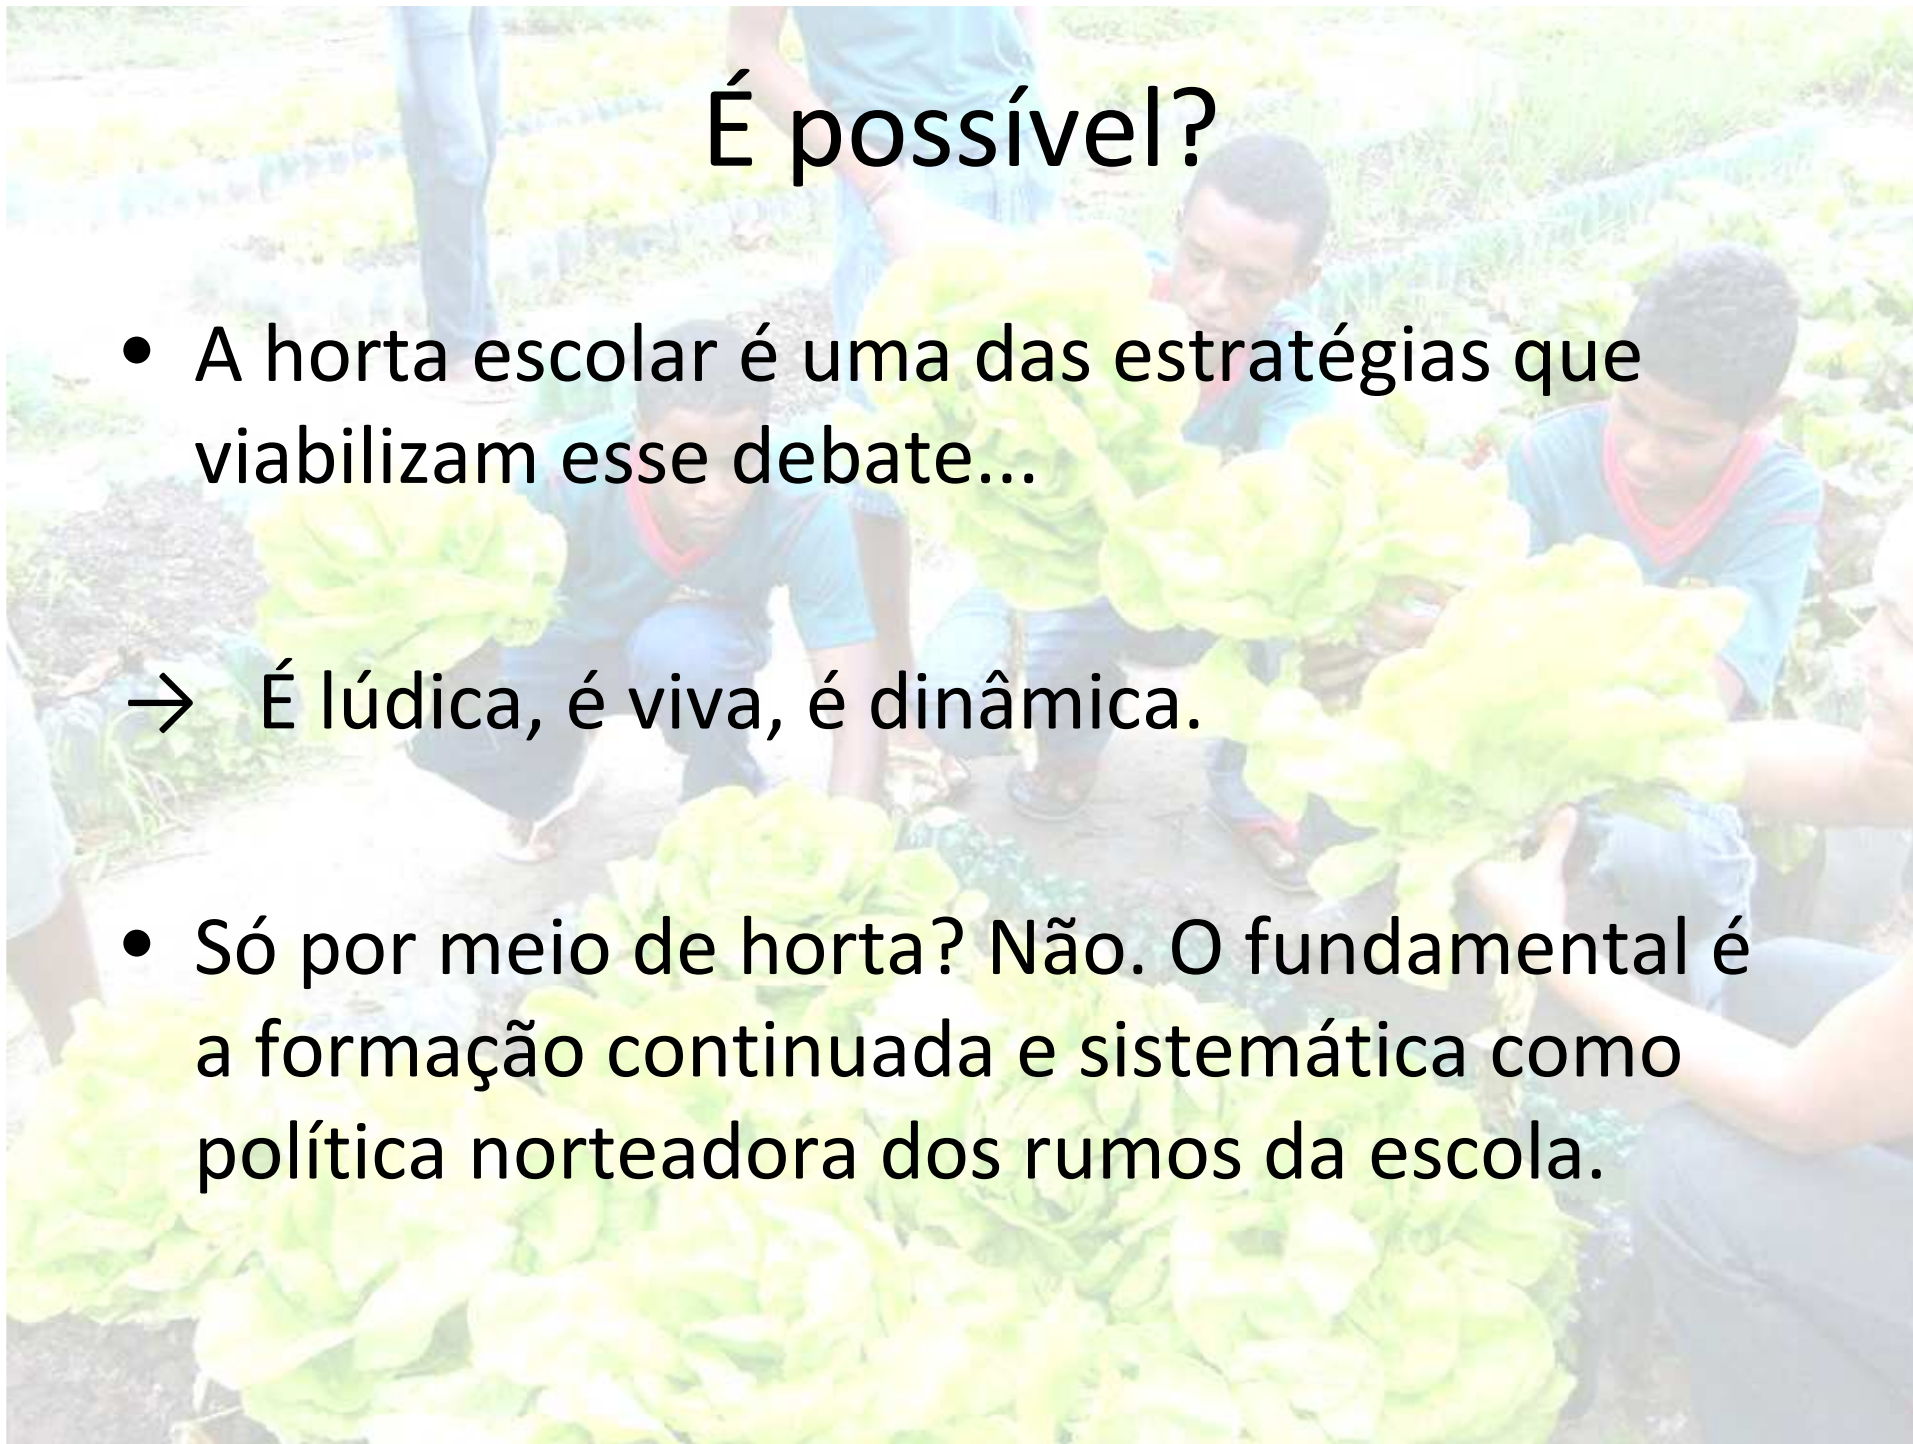 É possível?
• A horta escolar é uma das estratégias que
viabilizam esse debate...
→ É lúdica, é viva, é dinâmica.
• Só por meio de horta? Não. O fundamental é
a formação continuada e sistemática como
política norteadora dos rumos da escola.